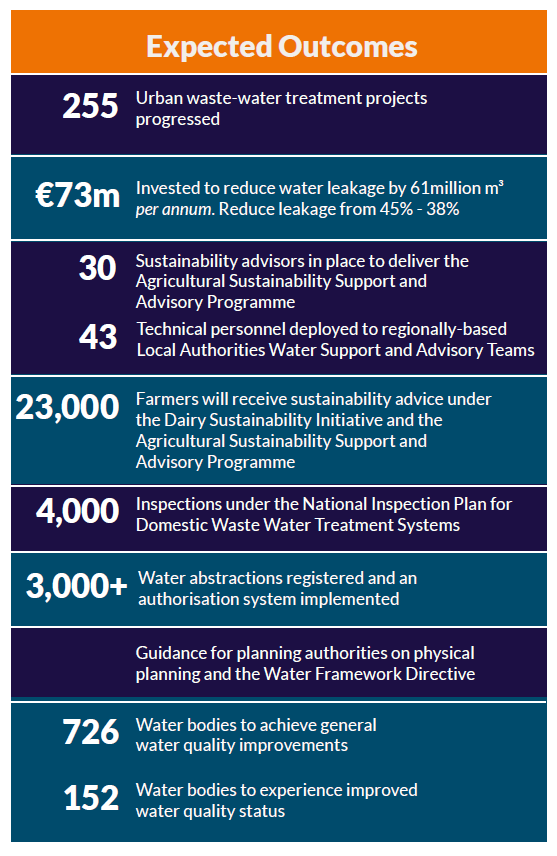 Expected Outcomes
255 Urban waste-water treatment projects
progressed
€73m Invested to reduce water leakage by 61million m³
per annum. Reduce leakage from 45% - 38%
30 Sustainability advisors in place to deliver the
Agricultural Sustainability Support and
Advisory Programme
43 Technical personnel deployed to regionally-based
Local Authorities Water Support and Advisory Teams
23,000 Farmers will receive sustainability advice under
the Dairy Sustainability Initiative and the
Agricultural Sustainability Support and
Advisory Programme
4,000 Inspections under the National Inspection Plan for
Domestic Waste Water Treatment Systems
3,000+ Water abstractions registered and an
authorisation system implemented
Guidance for planning authorities on physical
planning and the Water Framework Directive
726 Water bodies to achieve general
water quality improvements
152 Water bodies to experience improved
water quality status